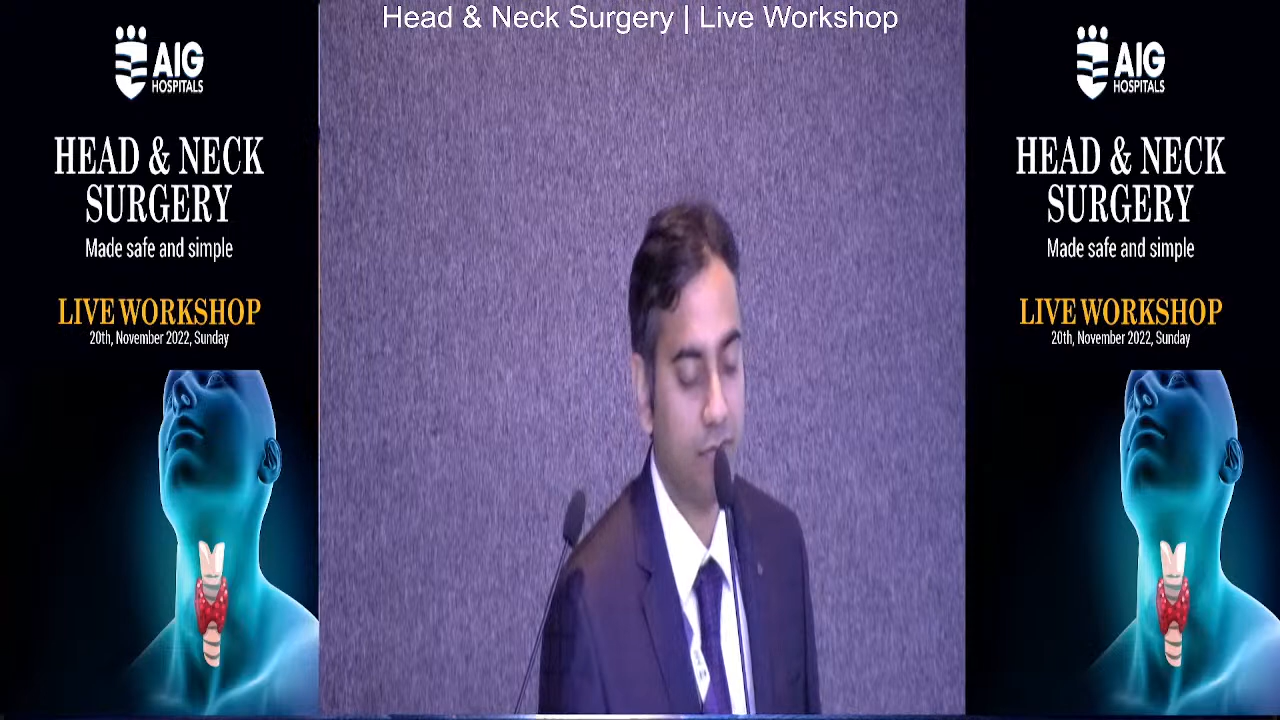 Head & Neck Surgery | Live Workshop
AIG
HOSPITALS
HEAD & NECK
SURGERY
Made safe and simple
LIVE WORKSHOP
20th, November 2022, Sunday
AIG
HOSPITALS
HEAD & NECK
SURGERY
Made safe and simple
LIVE WORKSHOP
20th, November 2022, Sunday